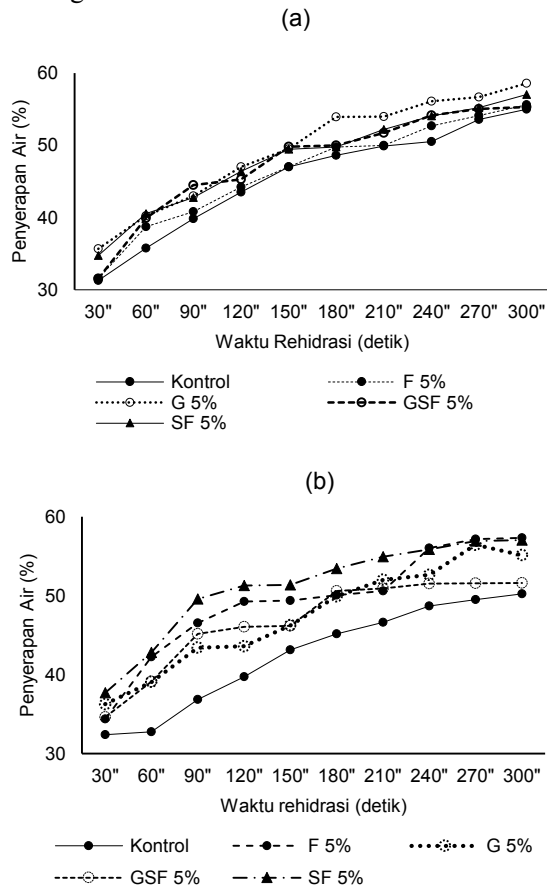 (a)
Penyerapan Air (%)
60
50
40
30
30" 60" 90" 120" 150" 180" 210" 240" 270" 300"
Waktu Rehidrasi (detik)
Kontrol F 5%
G 5% GSF 5%
SF 5%
(b)
Penyerapan Air (%)
60
50
40
30
30" 60" 90" 120" 150" 180" 210" 240" 270" 300"
Waktu rehidrasi (detik)
Kontrol F 5% G 5%
GSF 5% SF 5%